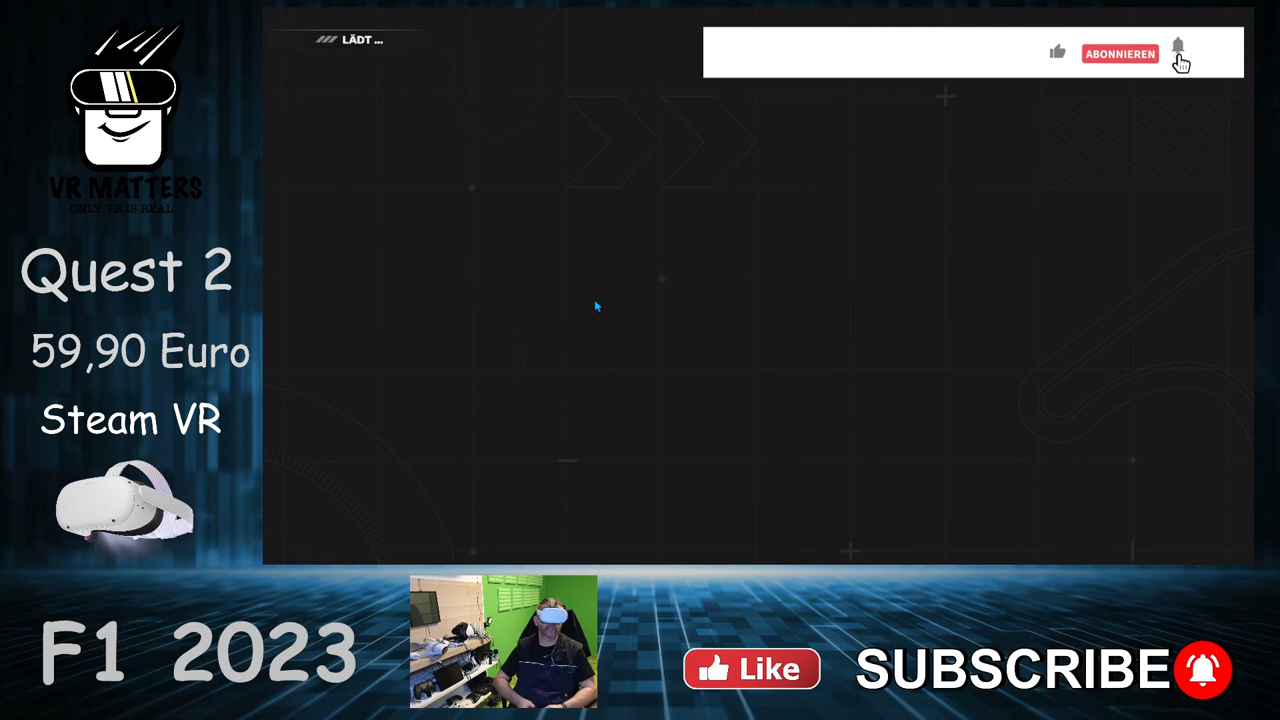 VR MATTERS
ONLY VR IS REAL
Quest 2
59,90 Euro
Steam VR
LÄDT ...
ABONNIEREN
F1 2023
Like
SUBSCRIBE